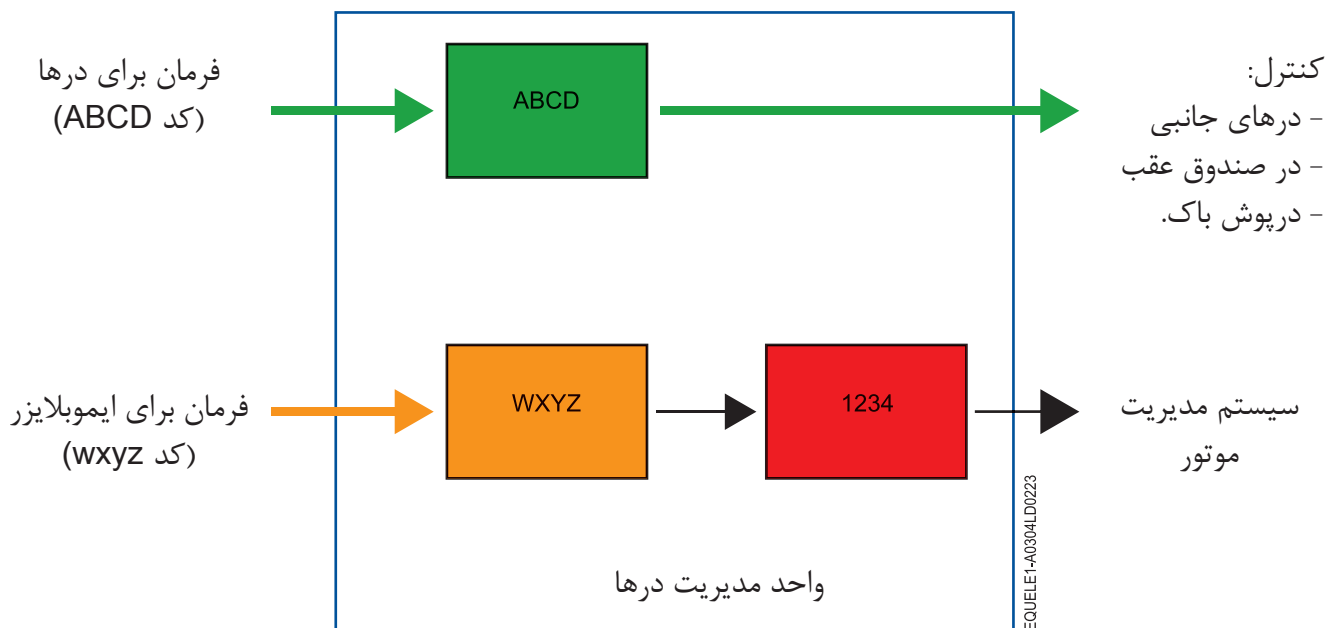 فرمان برای درها
(کد ABCD)
ABCD
کنترل:
- درهای جانبی
- در صندوق عقب
- درپوش باک.
فرمان برای ایموبلایزر
(کد wxyz)
WXYZ
1234
سیستم مدیریت
موتور
واحد مدیریت درها
EQUELE1-A0304LD0223